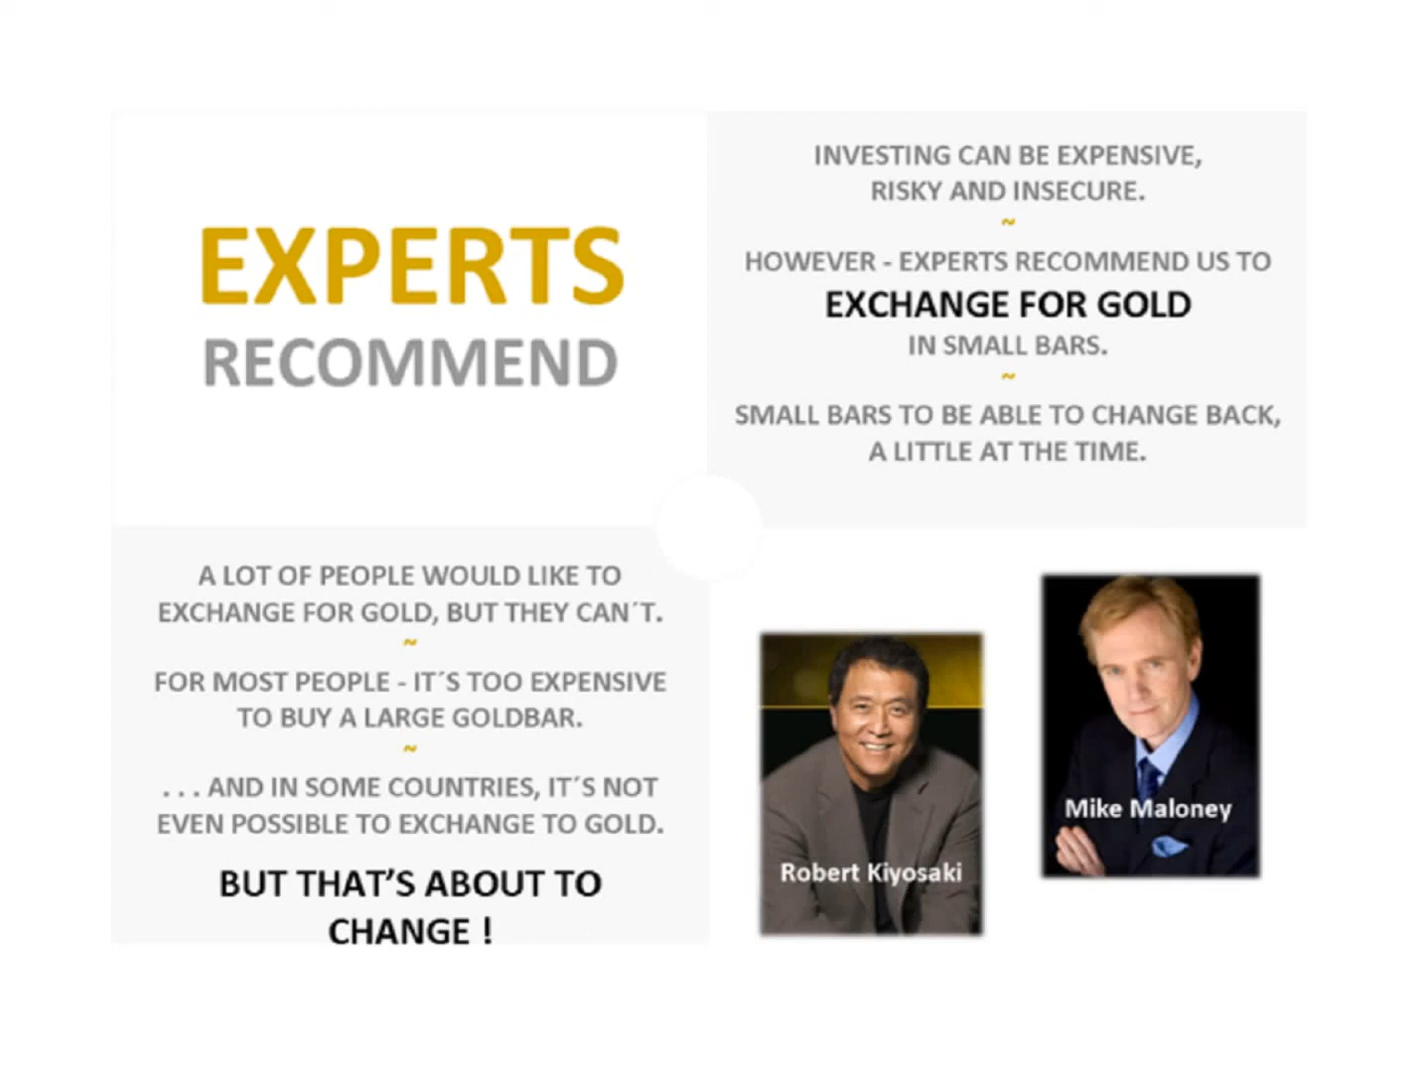 EXPERTS
RECOMMEND
INVESTING CAN BE EXPENSIVE,
RISKY AND INSECURE.
~
HOWEVER - EXPERTS RECOMMEND US TO
EXCHANGE FOR GOLD
IN SMALL BARS.
~
SMALL BARS TO BE ABLE TO CHANGE BACK,
A LITTLE AT THE TIME.
A LOT OF PEOPLE WOULD LIKE TO
EXCHANGE FOR GOLD, BUT THEY CAN´T.
~
FOR MOST PEOPLE - IT´S TOO EXPENSIVE
TO BUY A LARGE GOLDBAR.
~
. . . AND IN SOME COUNTRIES, IT´S NOT
EVEN POSSIBLE TO EXCHANGE TO GOLD.
BUT THAT’S ABOUT TO
CHANGE !
Robert Kiyosaki
Mike Maloney